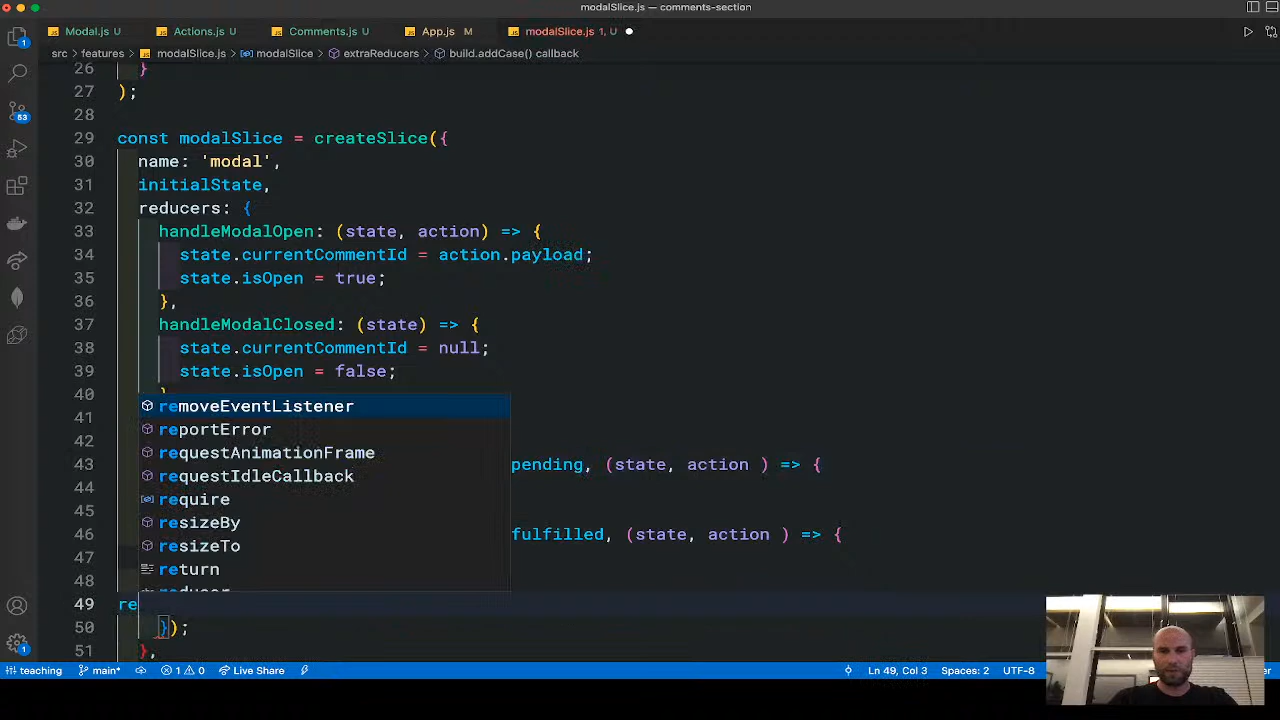 modalSlice.js — comments-section
Modal.js U
Actions.js U
Comments.js U
App.js M
modalSlice.js 1, U
src > features > modalSlice.js > modalSlice > extraReducers > build.addCase() callback
26 }
27 );
28
29 const modalSlice = createSlice({
30 name: 'modal',
31 initialState,
32 reducers: {
33 handleModalOpen: (state, action) => {
34 state.currentCommentId = action.payload;
35 state.isOpen = true;
36 },
37 handleModalClosed: (state) => {
38 state.currentCommentId = null;
39 state.isOpen = false;
40
removeEventListener
41
reportError
42
requestAnimationFrame
43 pending, (state, action ) => {
requestIdleCallback
44
require
45
resizeBy
46 fulfilled, (state, action ) => {
resizeTo
47
return
48
reducer
49 re
50 });
51 },
1
53
1
1
teaching main* 1 0 Live Share Ln 49, Col 3 Spaces: 2 UTF-8